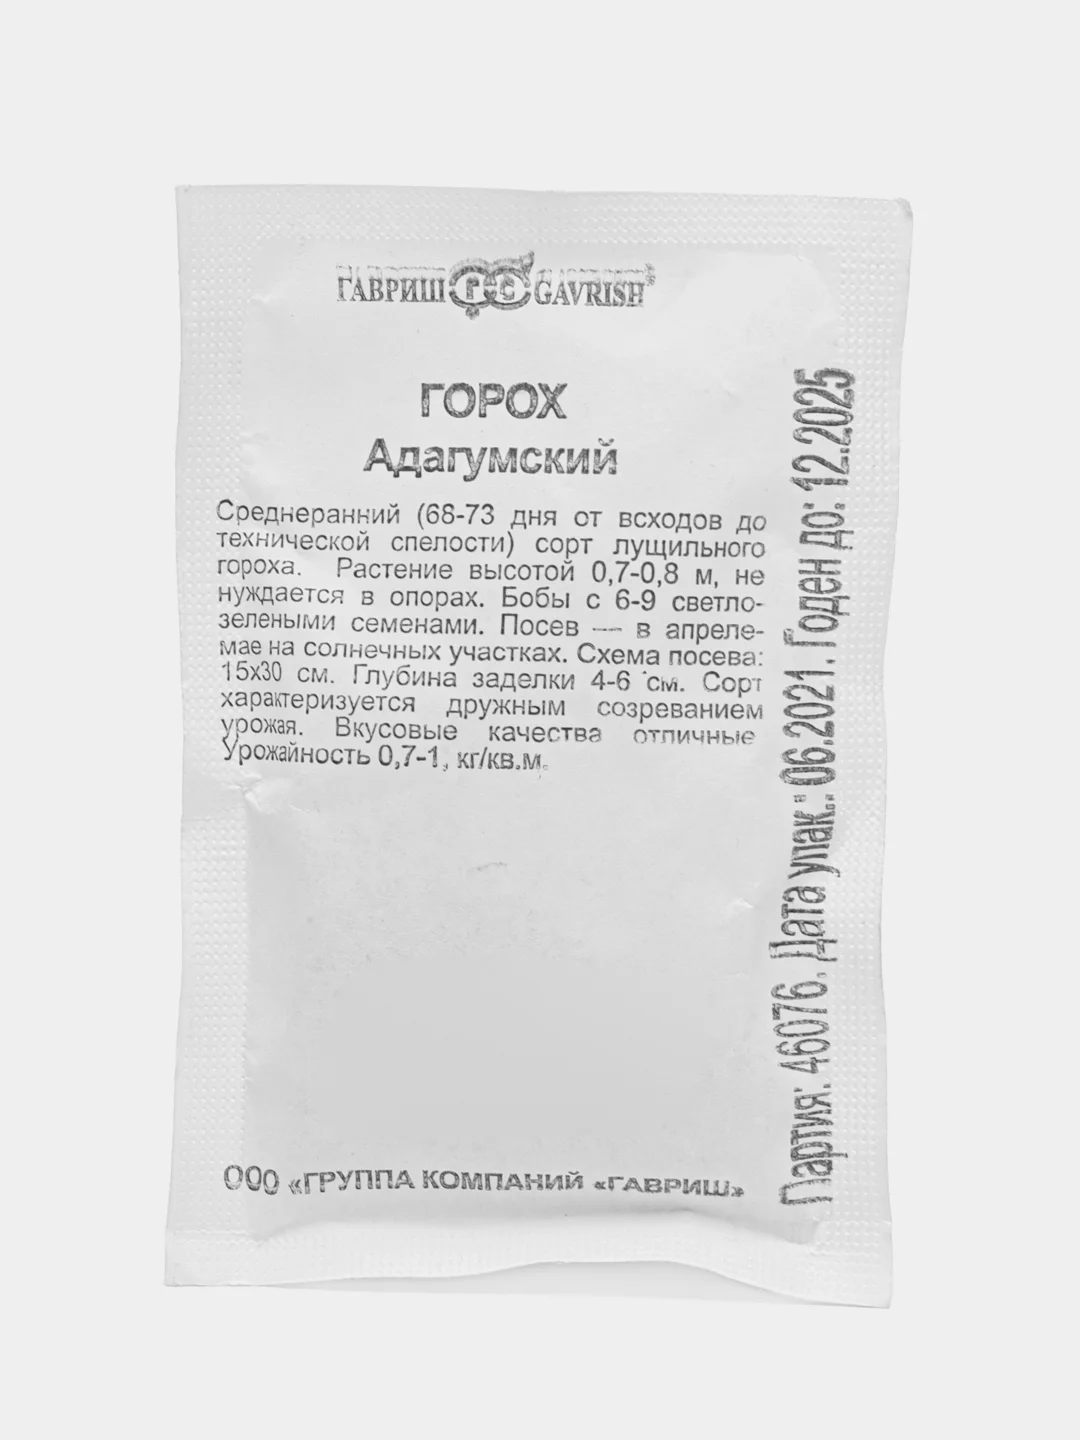 ГАВРИШ ГС GAVRISH®
ГОРОХ
Адагумский
Среднеранний (68-73 дня от всходов до
технической спелости) сорт лущильного
гороха. Растение высотой 0,7-0,8 м, не
нуждается в опорах. Бобы с 6-9 светло-
зелеными семенами. Посев — в апреле-
мае на солнечных участках. Схема посева:
15х30 см. Глубина заделки 4-6 см. Сорт
характеризуется дружным созреванием
урожая. Вкусовые качества отличные
Урожайность 0,7-1, кг/кв.м.
ООО «ГРУППА КОМПАНИЙ «ГАВРИШ»
Партия: 46076. Дата упак.: 06.2021. Годен до: 12.2025